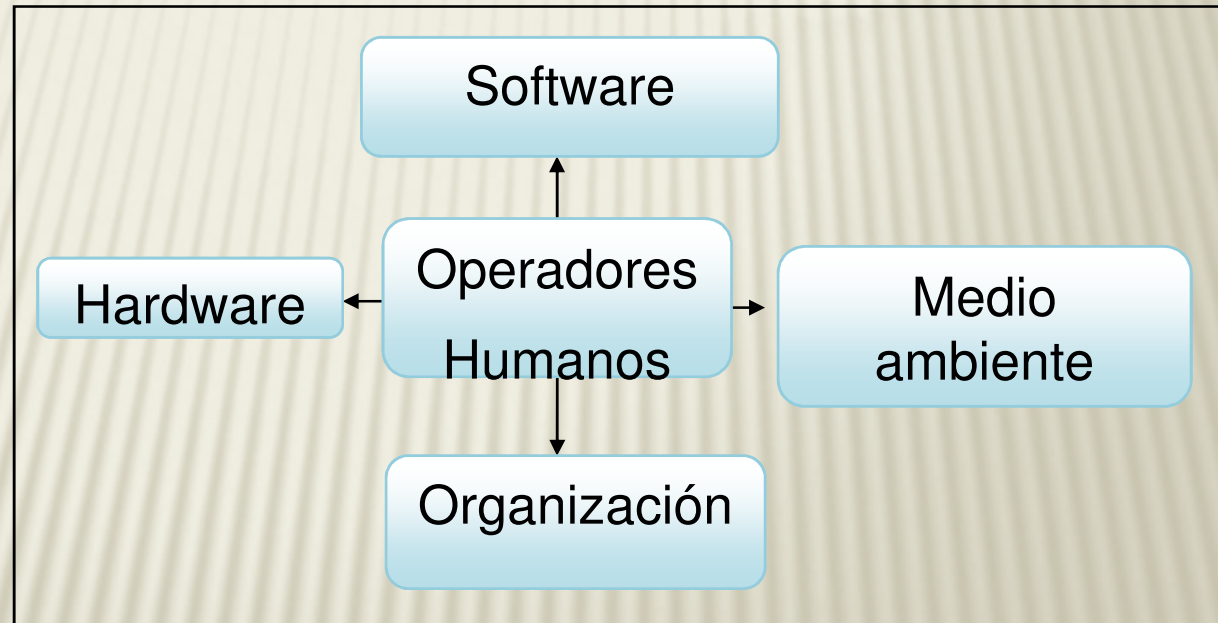 Software
Operadores
Humanos
Hardware
Medio
ambiente
Organización